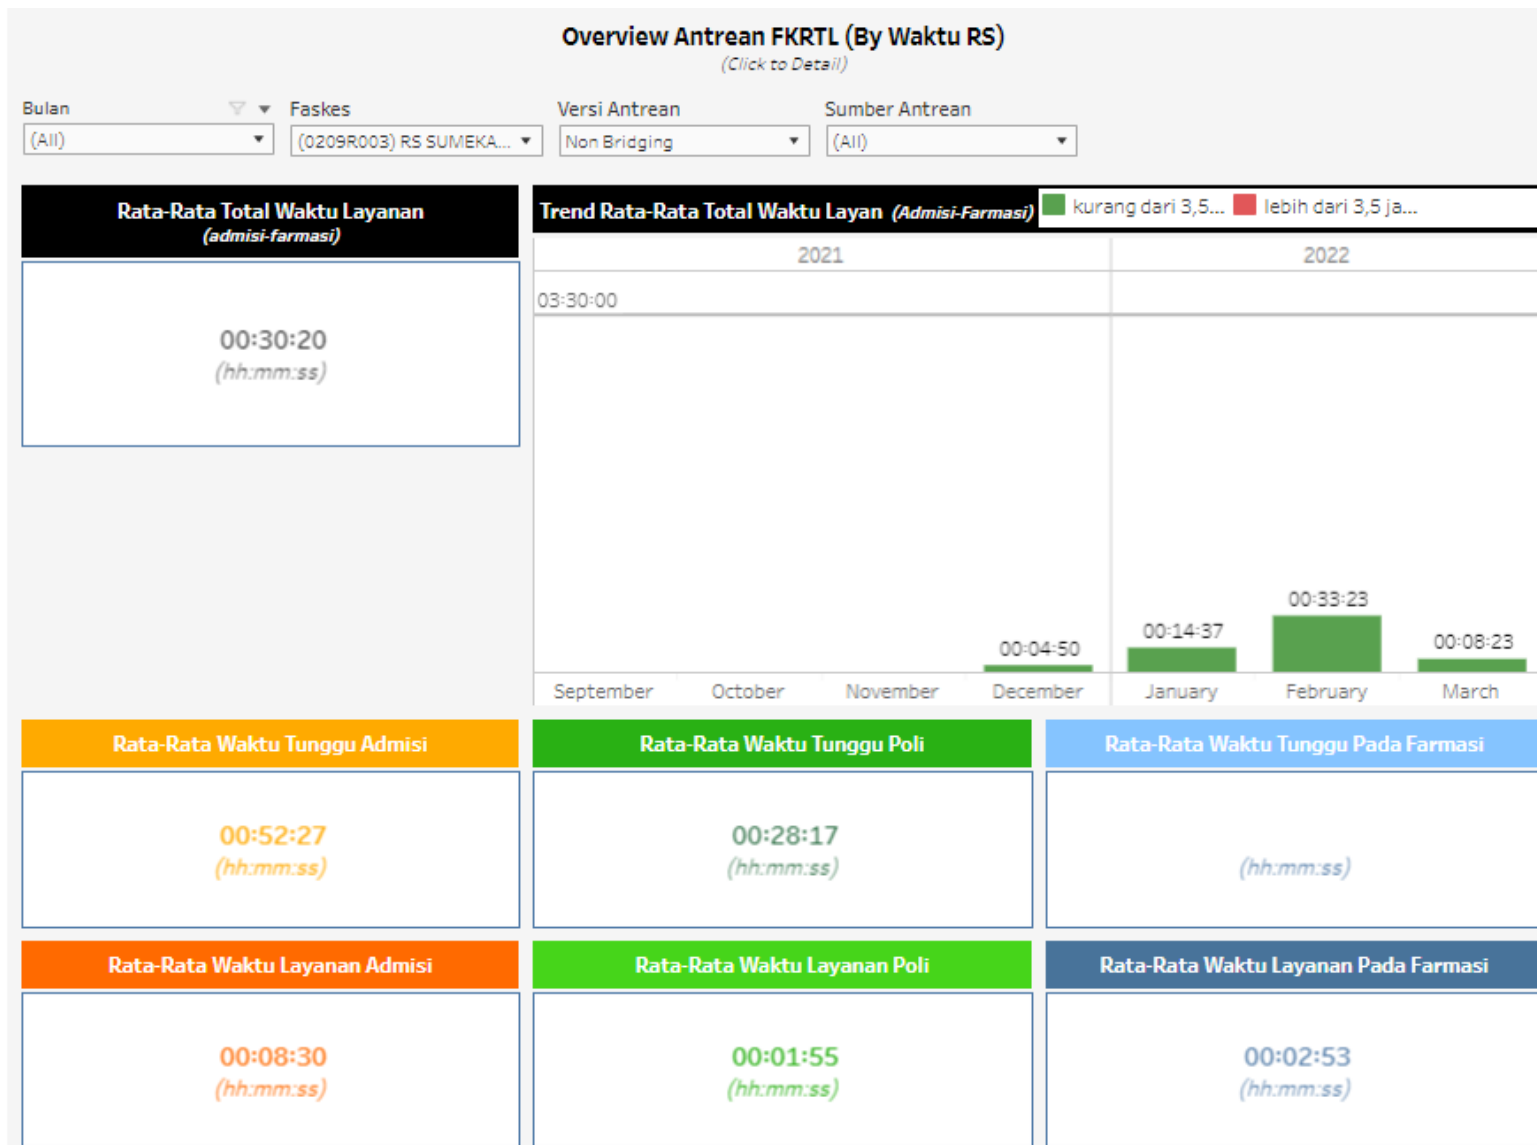 Overview Antrean FKRTL (By Waktu RS)
(Click to Detail)
Bulan
(All)
Faskes
(0209R003) RS SUMEKA...
Versi Antrean
Non Bridging
Sumber Antrean
(All)
Rata-Rata Total Waktu Layanan
(admisi-farmasi)
00:30:20
(hh:mm:ss)
Trend Rata-Rata Total Waktu Layan (Admisi-Farmasi)
kurang dari 3,5...
lebih dari 3,5 ja...
2021
2022
03:30:00
00:04:50
00:14:37
00:33:23
00:08:23
September
October
November
December
January
February
March
Rata-Rata Waktu Tunggu Admisi
00:52:27
(hh:mm:ss)
Rata-Rata Waktu Tunggu Poli
00:28:17
(hh:mm:ss)
Rata-Rata Waktu Tunggu Pada Farmasi
(hh:mm:ss)
Rata-Rata Waktu Layanan Admisi
00:08:30
(hh:mm:ss)
Rata-Rata Waktu Layanan Poli
00:01:55
(hh:mm:ss)
Rata-Rata Waktu Layanan Pada Farmasi
00:02:53
(hh:mm:ss)